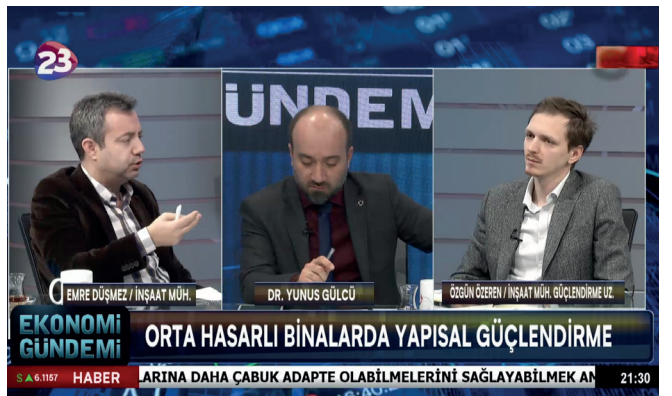 23
ÜNDEM
EMRE DÜŞMEZ / İNŞAAT MÜH.
DR. YUNUS GÜLCÜ
ÖZGÜN ÖZEREN / İNŞAAT MÜH. GÜÇLENDİRME UZ.
EKONOMİ
GÜNDEMİ
ORTA HASARLI BİNALARDA YAPISAL GÜÇLENDİRME
S▲6,1157 HABER LARINA DAHA ÇABUK ADAPTE OLABİLMELERİNİ SAĞLAYABİLMEK AN 21:30